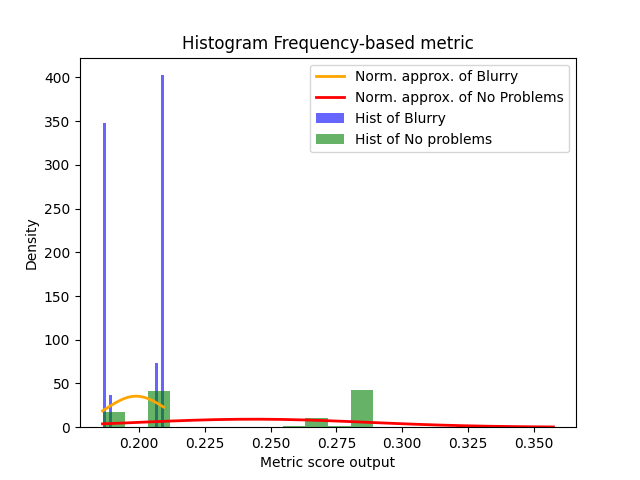 Histogram Frequency-based metric
Norm. approx. of Blurry
Norm. approx. of No Problems
Hist of Blurry
Hist of No problems
Density
400
350
300
250
200
150
100
50
0
0.200
0.225
0.250
0.275
0.300
0.325
0.350
Metric score output